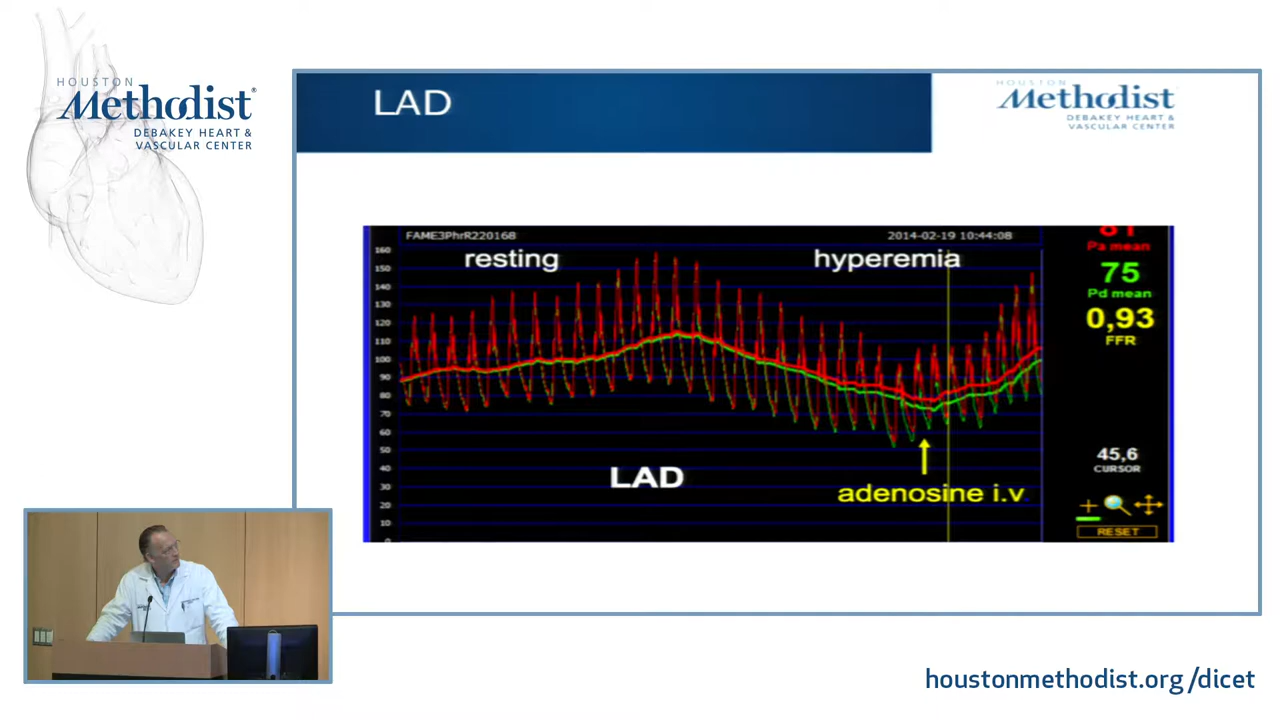 HOUSTON
Methodist®
DEBAKEY HEART &
VASCULAR CENTER
LAD
HOUSTON
Methodist
DEBAKEY HEART &
VASCULAR CENTER
FAME3PhrR220168
2014-02-19 10:44:08
resting
hyperemia
160
150
140
130
120
110
100
90
80
70
60
50
40
30
20
10
0
LAD
adenosine i.v
81
Pa mean
75
Pd mean
0,93
FFR
45,6
CURSOR
RESET
houstonmethodist.org/dicet